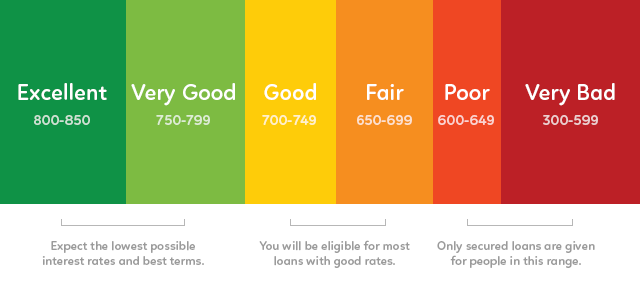 Excellent
800-850
Very Good
750-799
Good
700-749
Fair
650-699
Poor
600-649
Very Bad
300-599
Expect the lowest possible
interest rates and best terms.
You will be eligible for most
loans with good rates.
Only secured loans are given
for people in this range.